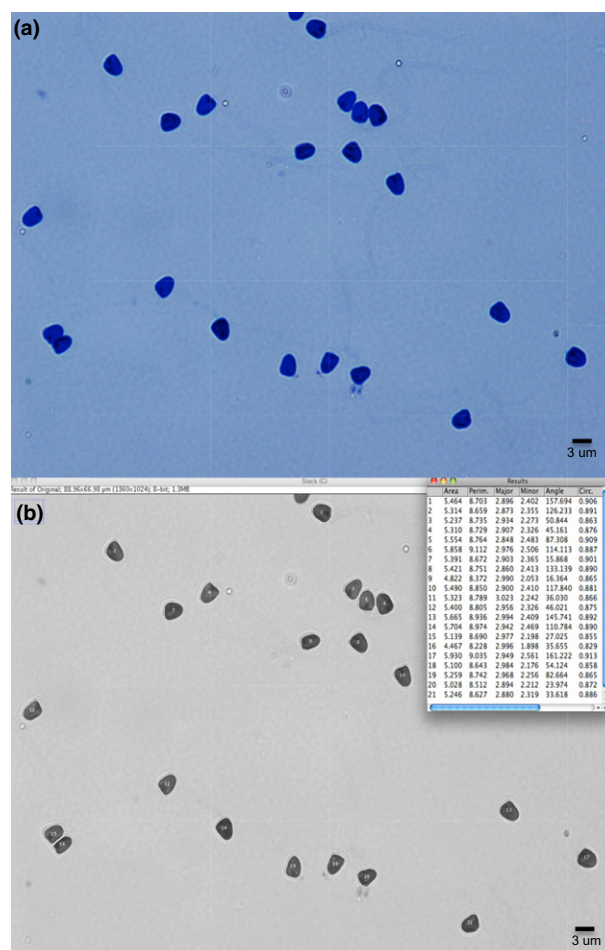 (a)
3 um
Stack (C)
Result of Original; 88.96x66.98 µm (1360x1024); 8-bit; 1.3MB
(b)
Results
Area Perim. Major Minor Angle Circ.
1 5.464 8.703 2.896 2.402 157.694 0.906
2 5.314 8.659 2.873 2.355 126.233 0.891
3 5.237 8.735 2.934 2.273 50.844 0.863
4 5.310 8.729 2.907 2.326 45.161 0.876
5 5.554 8.764 2.848 2.483 87.308 0.909
6 5.858 9.112 2.976 2.506 114.113 0.887
7 5.391 8.672 2.903 2.365 15.868 0.901
8 5.421 8.751 2.860 2.413 133.139 0.890
9 4.822 8.372 2.990 2.053 16.364 0.865
10 5.490 8.850 2.900 2.410 117.840 0.881
11 5.323 8.789 3.023 2.242 36.030 0.866
12 5.400 8.805 2.956 2.326 46.021 0.875
13 5.665 8.936 2.994 2.409 145.741 0.892
14 5.704 8.974 2.942 2.469 110.784 0.890
15 5.139 8.690 2.977 2.198 27.025 0.855
16 4.467 8.228 2.996 1.898 35.655 0.829
17 5.930 9.035 2.949 2.561 161.222 0.913
18 5.100 8.643 2.984 2.176 54.124 0.858
19 5.259 8.742 2.968 2.256 82.664 0.865
20 5.028 8.512 2.894 2.212 23.974 0.872
21 5.246 8.627 2.880 2.319 33.618 0.886
12
13
17
3 um